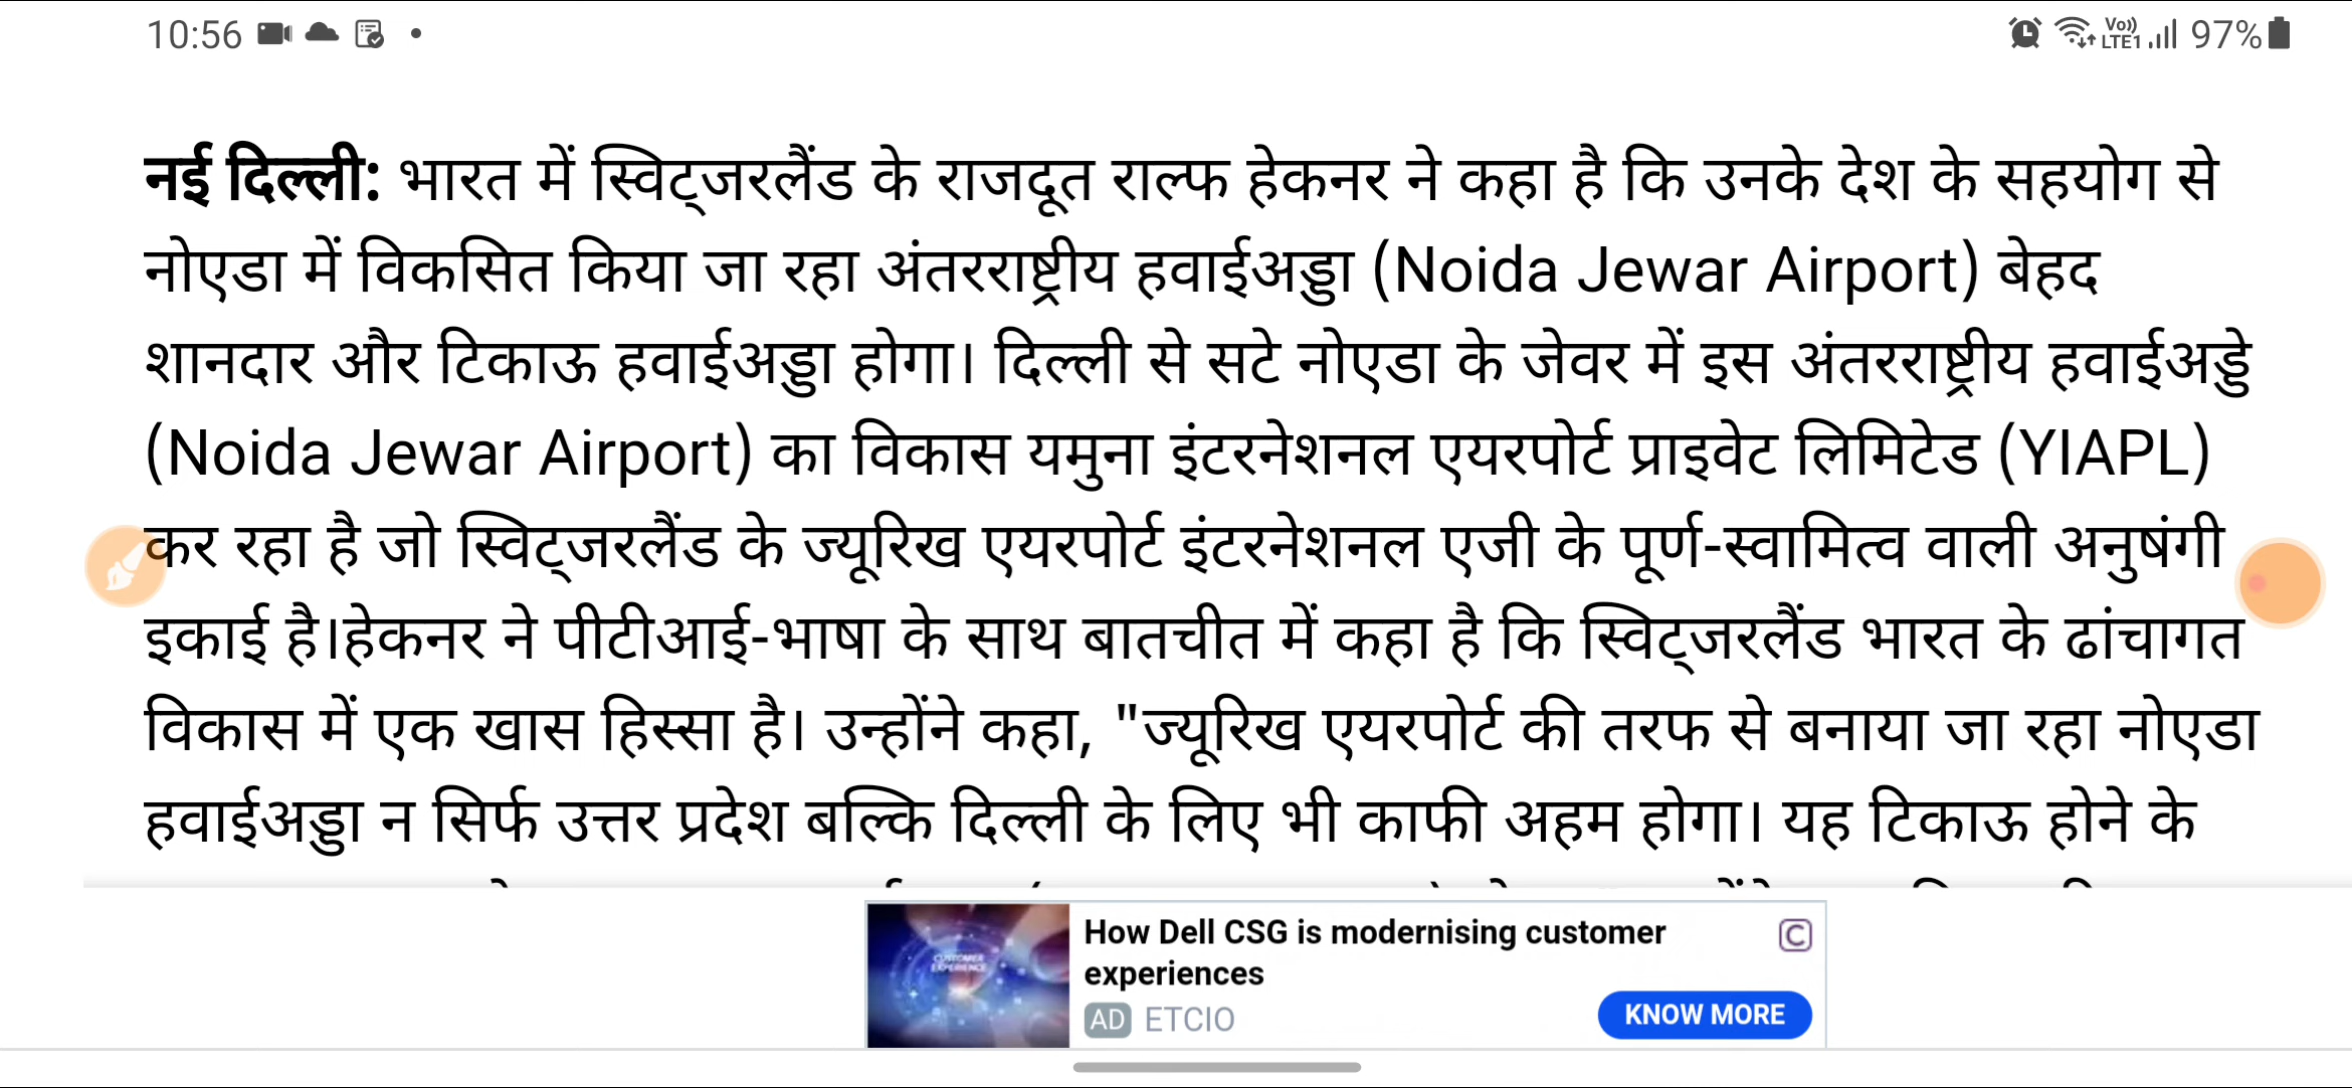 10:56
Vo)) LTE1 97%
नई दिल्ली: भारत में स्विट्जरलैंड के राजदूत राल्फ हेकनर ने कहा है कि उनके देश के सहयोग से
नोएडा में विकसित किया जा रहा अंतरराष्ट्रीय हवाईअड्डा (Noida Jewar Airport) बेहद
शानदार और टिकाऊ हवाईअड्डा होगा। दिल्ली से सटे नोएडा के जेवर में इस अंतरराष्ट्रीय हवाईअड्डे
(Noida Jewar Airport) का विकास यमुना इंटरनेशनल एयरपोर्ट प्राइवेट लिमिटेड (YIAPL)
कर रहा है जो स्विट्जरलैंड के ज्यूरिख एयरपोर्ट इंटरनेशनल एजी के पूर्ण-स्वामित्व वाली अनुषंगी
इकाई है।हेकनर ने पीटीआई-भाषा के साथ बातचीत में कहा है कि स्विट्जरलैंड भारत के ढांचागत
विकास में एक खास हिस्सा है। उन्होंने कहा, "ज्यूरिख एयरपोर्ट की तरफ से बनाया जा रहा नोएडा
हवाईअड्डा न सिर्फ उत्तर प्रदेश बल्कि दिल्ली के लिए भी काफी अहम होगा। यह टिकाऊ होने के
CUSTOMER
EXPERIENCE
How Dell CSG is modernising customer
experiences
AD ETCIO
KNOW MORE